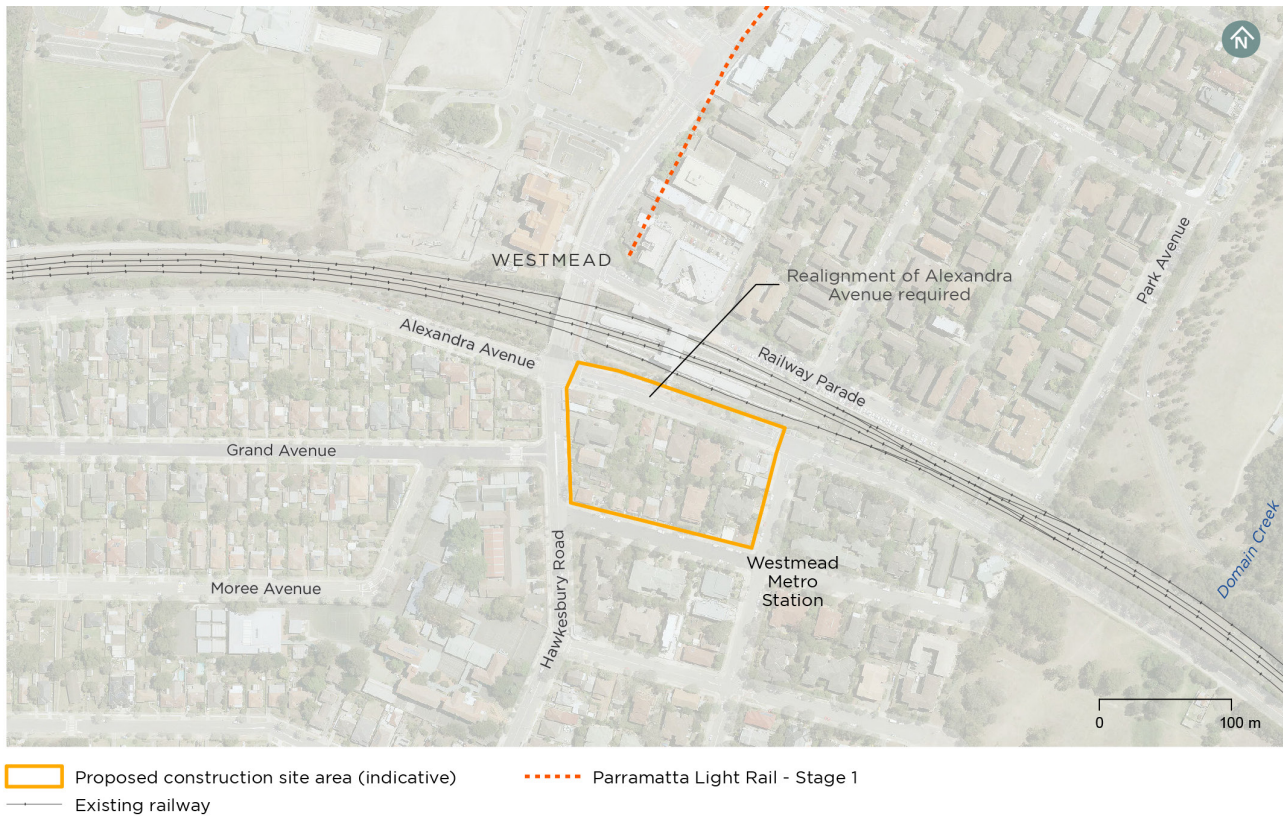 N
WESTMEAD
Realignment of Alexandra
Avenue required
Park Avenue
Alexandra Avenue
Railway Parade
Grand Avenue
Domain Creek
Westmead
Metro
Station
Moree Avenue
Hawkesbury Road
0 100 m
Proposed construction site area (indicative)
Parramatta Light Rail - Stage 1
Existing railway